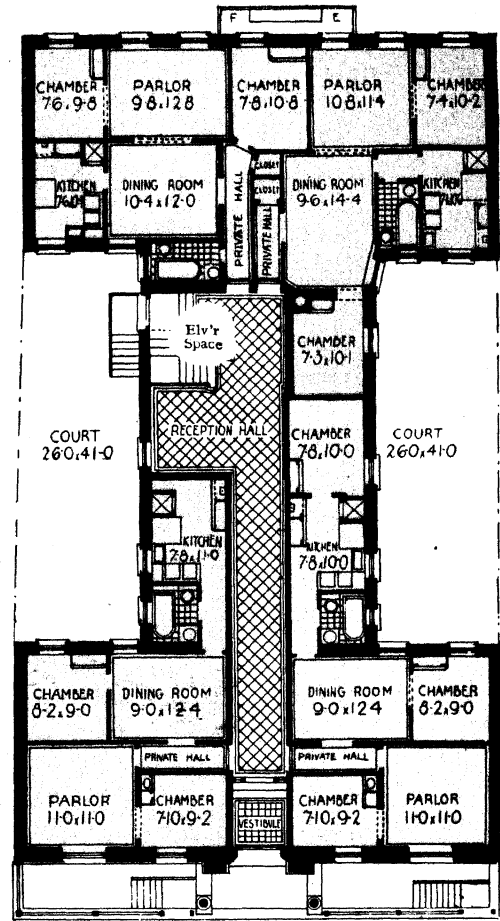 F E
CHAMBER
7-6 x 9-8
PARLOR
9-8 x 12-8
CHAMBER
7-8 x 10-8
PARLOR
10-8 x 11-4
CHAMBER
7-4 x 10-2
KITCHEN
DINING ROOM
10-4 x 12-0
PRIVATE HALL
CLOSET
CLOSET
PRIVATE HALL
DINING ROOM
9-6 x 14-4
KITCHEN
Elv'r
Space
CHAMBER
7-3 x 10-1
RECEPTION HALL
CHAMBER
7-8 x 10-0
COURT
26-0 x 41-0
COURT
26-0 x 41-0
KITCHEN
7-8 x 11-0
KITCHEN
7-8 x 10-0
CHAMBER
8-2 x 9-0
DINING ROOM
9-0 x 12-4
DINING ROOM
9-0 x 12-4
CHAMBER
8-2 x 9-0
PRIVATE HALL
PRIVATE HALL
PARLOR
11-0 x 11-0
CHAMBER
7-10 x 9-2
VESTIBULE
CHAMBER
7-10 x 9-2
PARLOR
11-0 x 11-0